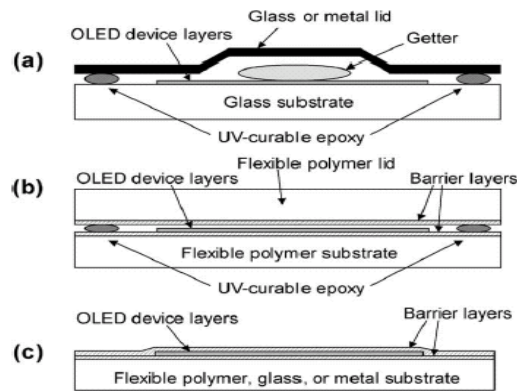 Glass or metal lid
OLED device layers
Getter
(a)
Glass substrate
UV-curable epoxy
Flexible polymer lid
(b)
OLED device layers
Barrier layers
Flexible polymer substrate
UV-curable epoxy
(c)
OLED device layers
Barrier layers
Flexible polymer, glass, or metal substrate